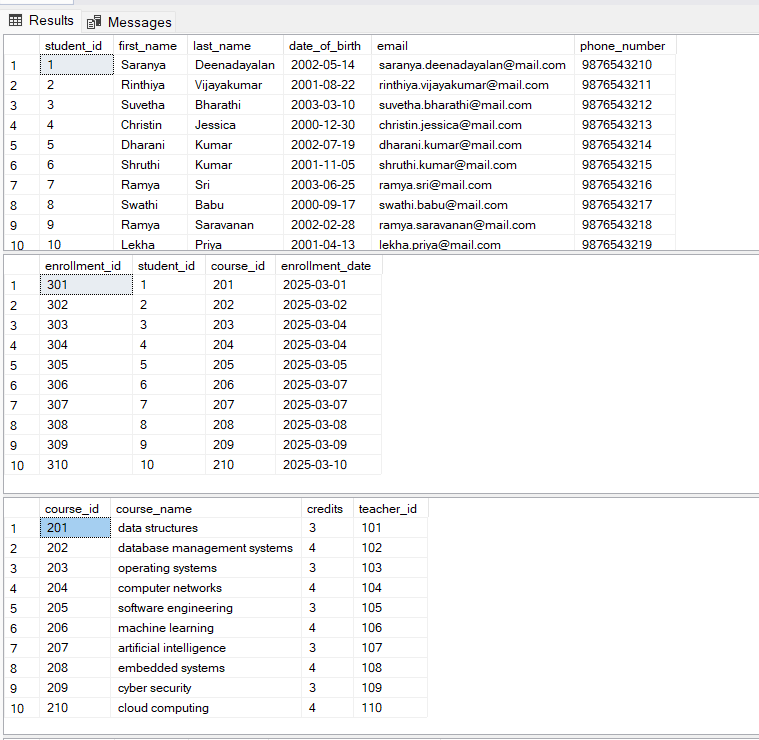 Results Messages
student_id first_name last_name date_of_birth email phone_number
1 1 Saranya Deenadayalan 2002-05-14 saranya.deenadayalan@mail.com 9876543210
2 2 Rinthiya Vijayakumar 2001-08-22 rinthiya.vijayakumar@mail.com 9876543211
3 3 Suvetha Bharathi 2003-03-10 suvetha.bharathi@mail.com 9876543212
4 4 Christin Jessica 2000-12-30 christin.jessica@mail.com 9876543213
5 5 Dharani Kumar 2002-07-19 dharani.kumar@mail.com 9876543214
6 6 Shruthi Kumar 2001-11-05 shruthi.kumar@mail.com 9876543215
7 7 Ramya Sri 2003-06-25 ramya.sri@mail.com 9876543216
8 8 Swathi Babu 2000-09-17 swathi.babu@mail.com 9876543217
9 9 Ramya Saravanan 2002-02-28 ramya.saravanan@mail.com 9876543218
10 10 Lekha Priya 2001-04-13 lekha.priya@mail.com 9876543219
enrollment_id student_id course_id enrollment_date
1 301 1 201 2025-03-01
2 302 2 202 2025-03-02
3 303 3 203 2025-03-04
4 304 4 204 2025-03-04
5 305 5 205 2025-03-05
6 306 6 206 2025-03-07
7 307 7 207 2025-03-07
8 308 8 208 2025-03-08
9 309 9 209 2025-03-09
10 310 10 210 2025-03-10
course_id course_name credits teacher_id
1 201 data structures 3 101
2 202 database management systems 4 102
3 203 operating systems 3 103
4 204 computer networks 4 104
5 205 software engineering 3 105
6 206 machine learning 4 106
7 207 artificial intelligence 3 107
8 208 embedded systems 4 108
9 209 cyber security 3 109
10 210 cloud computing 4 110